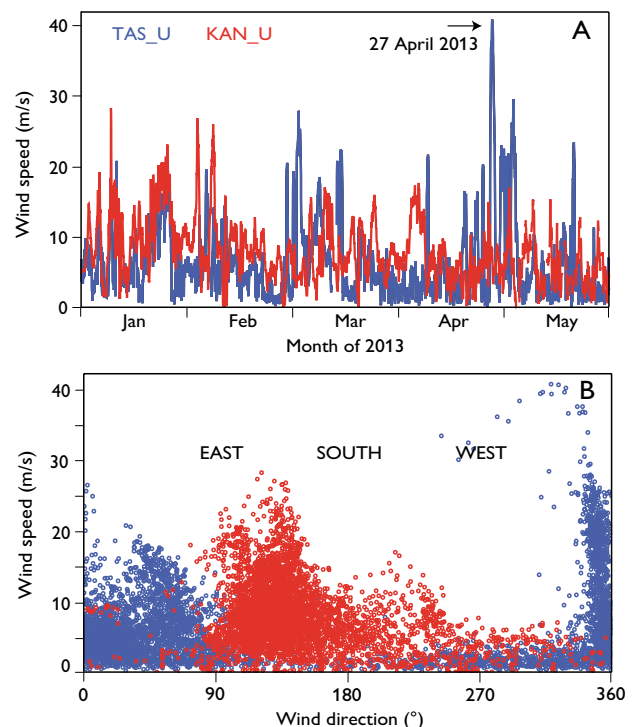 TAS_U KAN_U A
27 April 2013
40
30
20
10
0
Wind speed (m/s)
Jan Feb Mar Apr May
Month of 2013
B
40
30
20
10
0
Wind speed (m/s)
EAST SOUTH WEST
0 90 180 270 360
Wind direction (°)